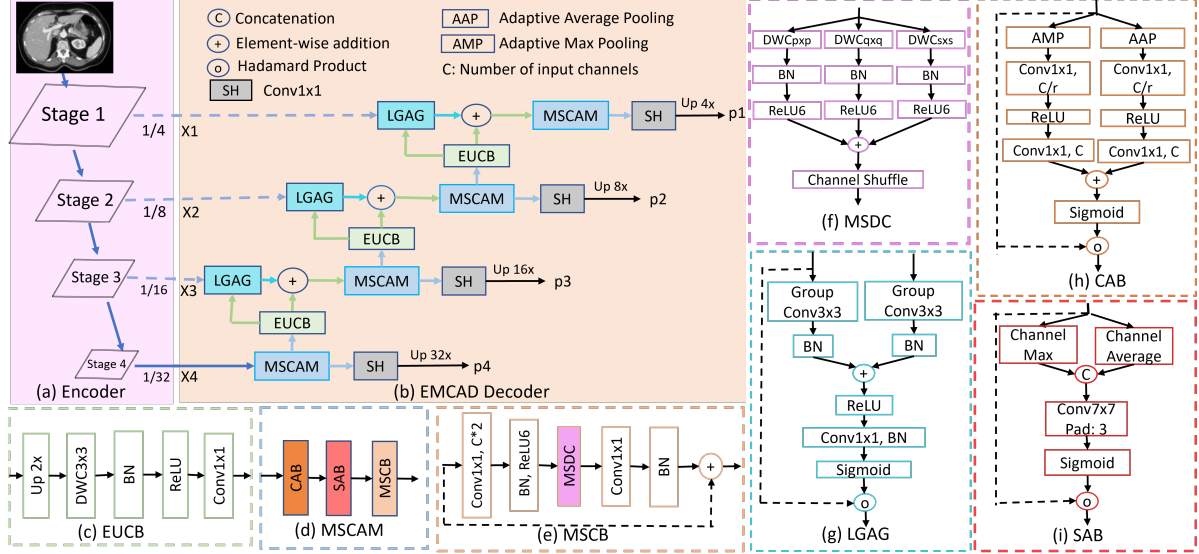 Stage 1
Stage 2
Stage 3
Stage 4
1/4
1/8
1/16
1/32
X1
X2
X3
X4
(a) Encoder
C Concatenation
+ Element-wise addition
o Hadamard Product
SH Conv1x1
AAP Adaptive Average Pooling
AMP Adaptive Max Pooling
C: Number of input channels
LGAG
+
MSCAM
SH
Up 4x
p1
EUCB
LGAG
+
MSCAM
SH
Up 8x
p2
EUCB
LGAG
+
MSCAM
SH
Up 16x
p3
EUCB
MSCAM
SH
Up 32x
p4
(b) EMCAD Decoder
Up 2x
DWC3x3
BN
ReLU
Conv1x1
(c) EUCB
CAB
SAB
MSCB
(d) MSCAM
Conv1x1, C*2
BN, ReLU6
MSDC
Conv1x1
BN
+
(e) MSCB
DWCpxp
DWCqxq
DWCsxs
BN
BN
BN
ReLU6
ReLU6
ReLU6
+
Channel Shuffle
(f) MSDC
Group
Conv3x3
Group
Conv3x3
BN
BN
+
ReLU
Conv1x1, BN
Sigmoid
o
(g) LGAG
AMP
AAP
Conv1x1,
C/r
Conv1x1,
C/r
ReLU
ReLU
Conv1x1, C
Conv1x1, C
+
Sigmoid
o
(h) CAB
Channel
Max
Channel
Average
C
Conv7x7
Pad: 3
Sigmoid
o
(i) SAB